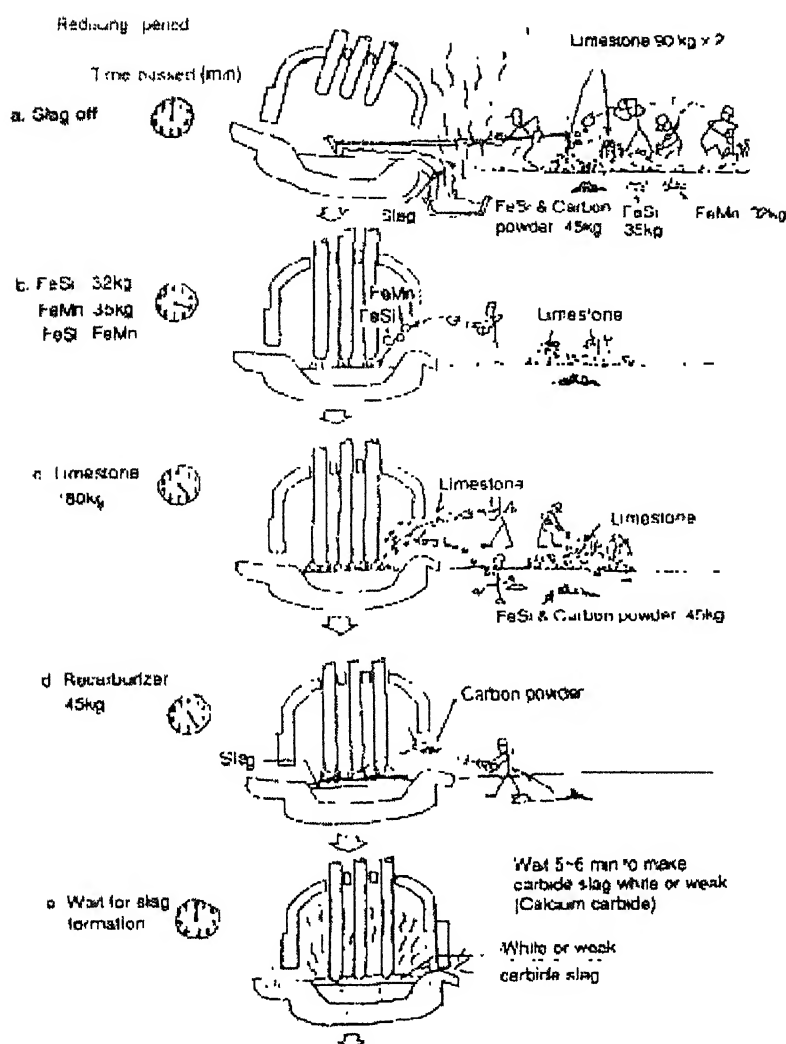 Reducing period
Time passed (min)
Limestone 90 kg x 2
a. Slag off
Slag
FeSi & Carbon
powder 45kg
FeSi
35kg
FeMn 32kg
b. FeSi 32kg
FeMn 35kg
FeSi FeMn
FeMn
FeSi
Limestone
c. Limestone
180kg
Limestone
Limestone
FeSi & Carbon powder 45kg
d Recarburizer
45kg
Carbon powder
Slag
e Wait for slag
formation
Wait 5~6 min to make
carbide slag white or weak
(Calcium carbide)
White or weak
carbide slag